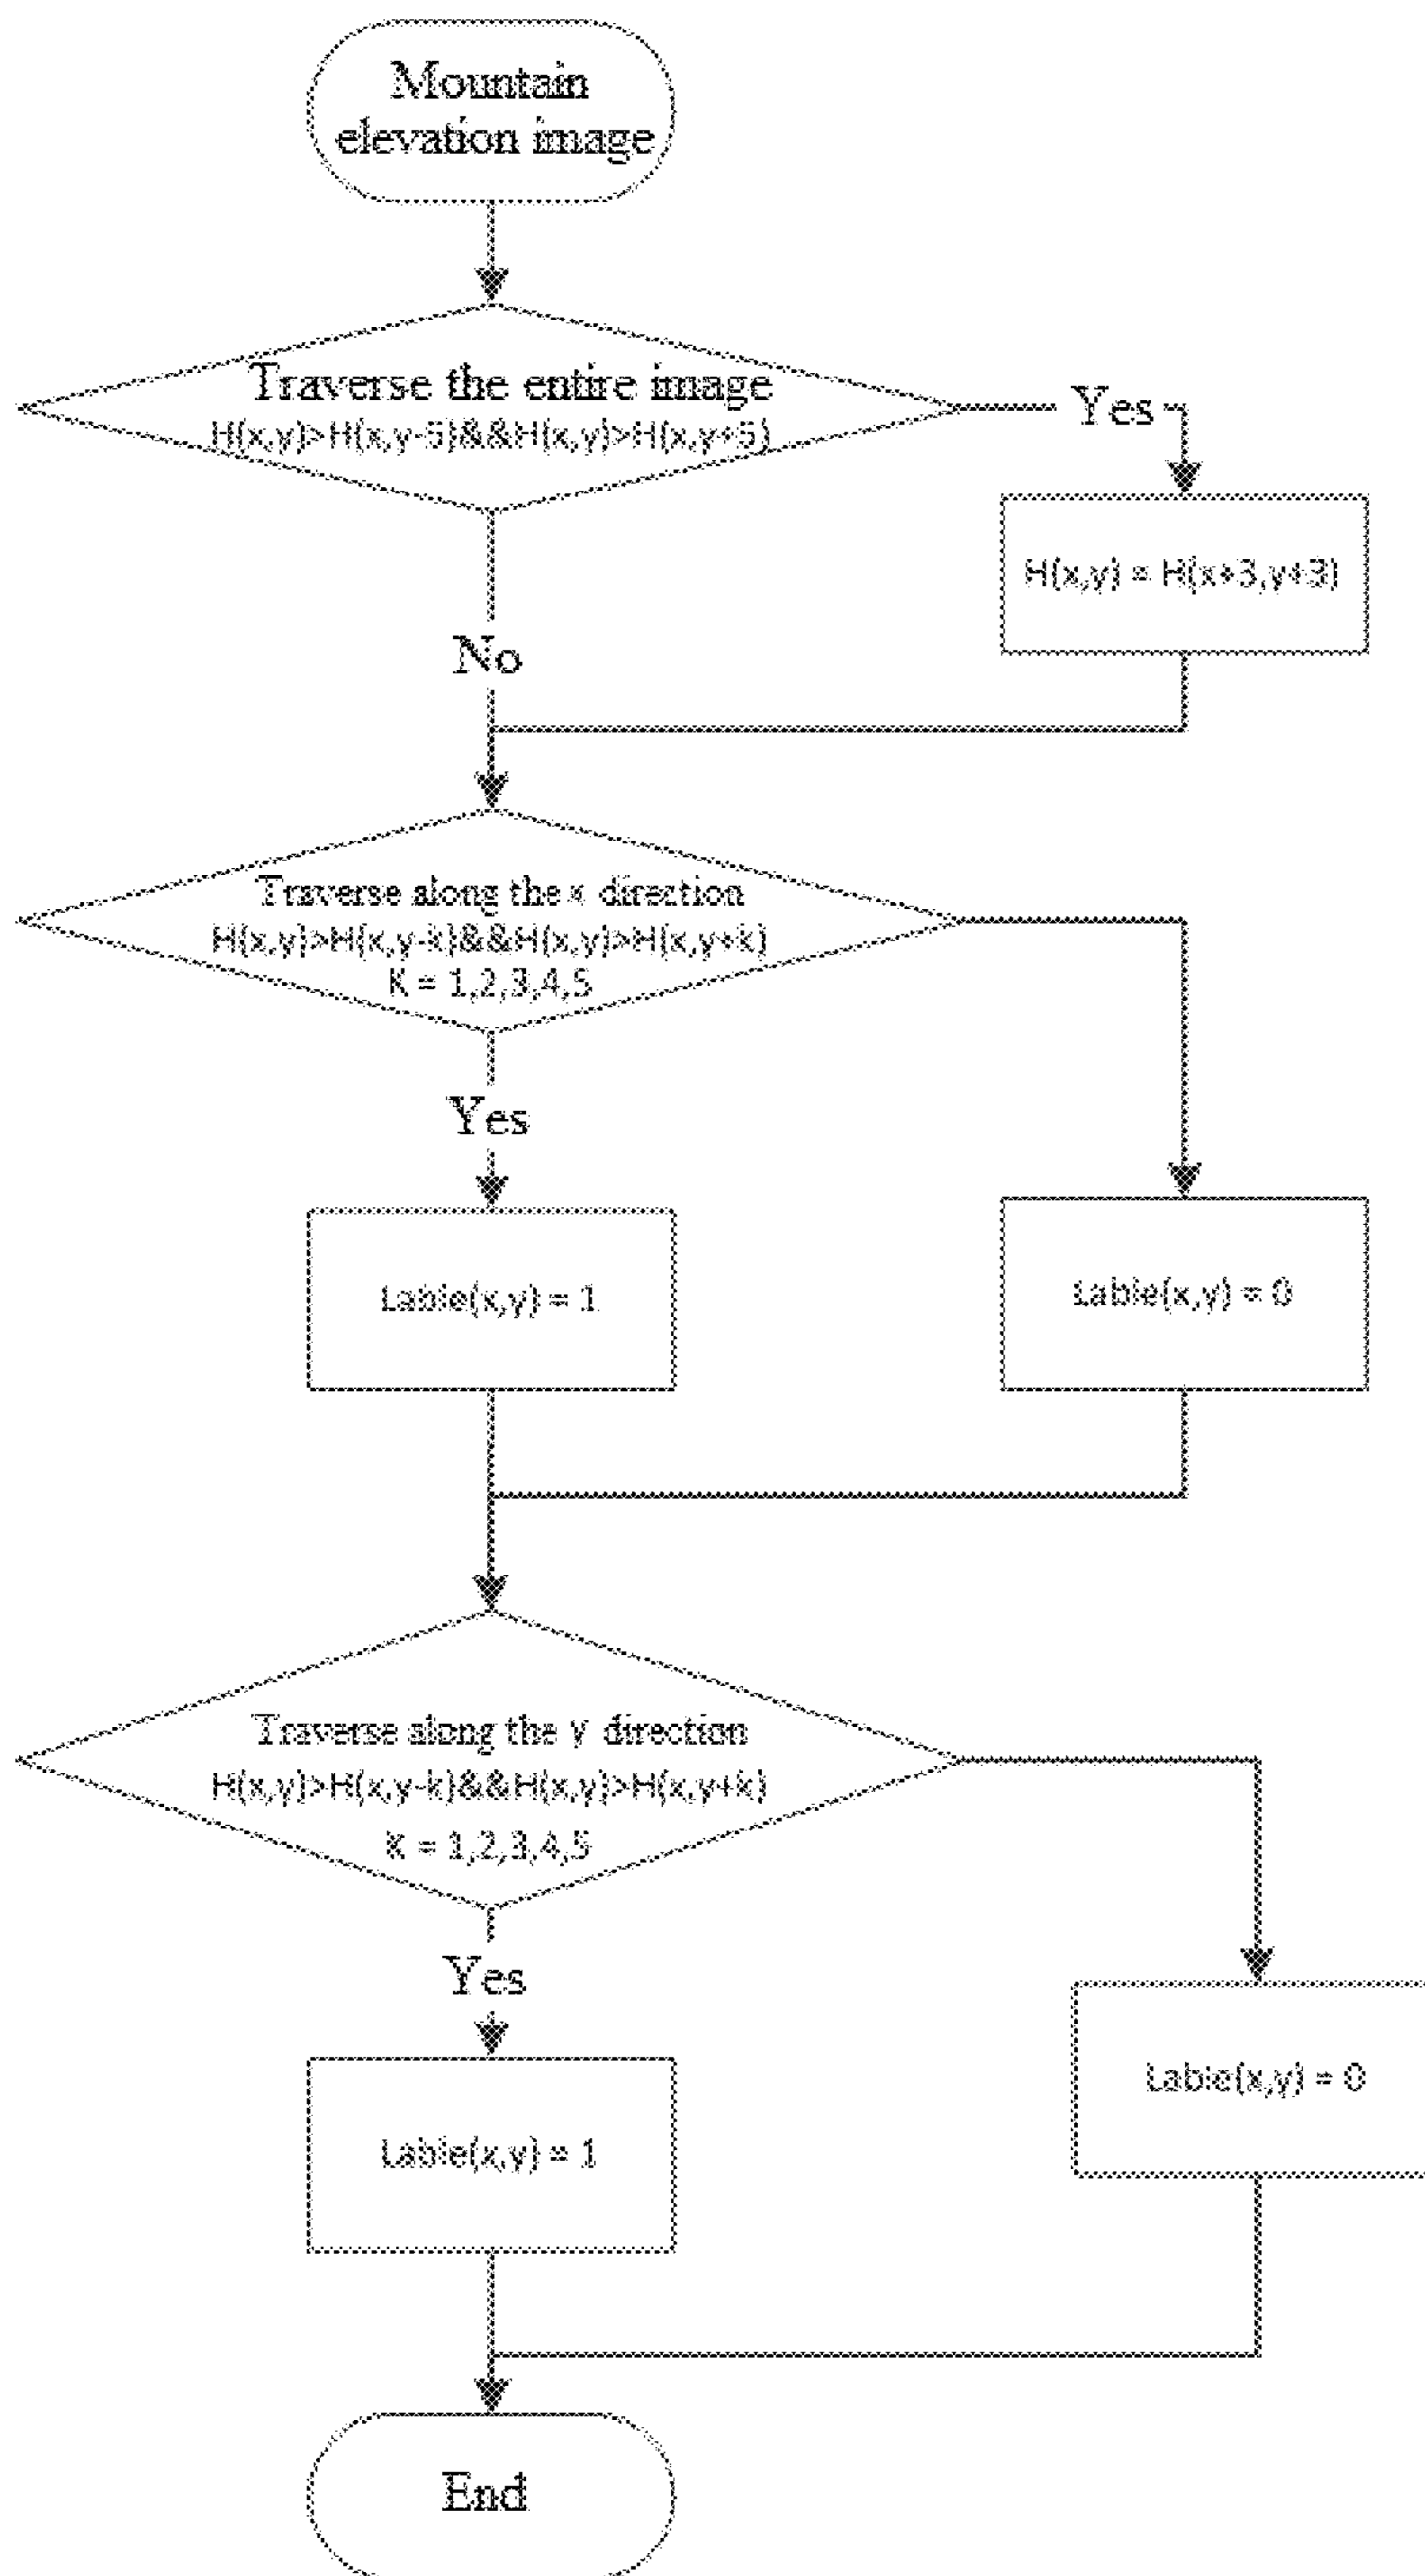 Mountain
elevation image
Traverse the entire image
H(x,y)>H(x,y-5)&&H(x,y)>H(x,y+5)
Yes
H(x,y) = H(x+3,y+3)
No
Traverse along the x direction
H(x,y)>H(x,y-k)&&H(x,y)>H(x,y+k)
K = 1,2,3,4,5
Yes
Lable(x,y) = 1
Lable(x,y) = 0
Traverse along the Y direction
H(x,y)>H(x,y-k)&&H(x,y)>H(x,y+k)
K = 1,2,3,4,5
Yes
Lable(x,y) = 0
Lable(x,y) = 1
End